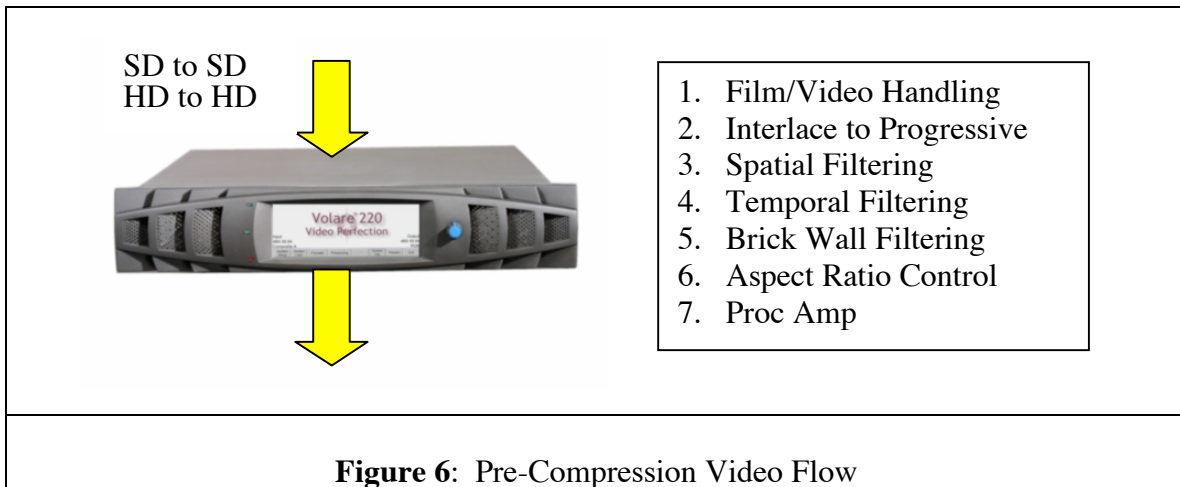 SD to SD
HD to HD
1. Film/Video Handling
2. Interlace to Progressive
3. Spatial Filtering
4. Temporal Filtering
5. Brick Wall Filtering
6. Aspect Ratio Control
7. Proc Amp
Volare 220
Video Perfection
Figure 6: Pre-Compression Video Flow